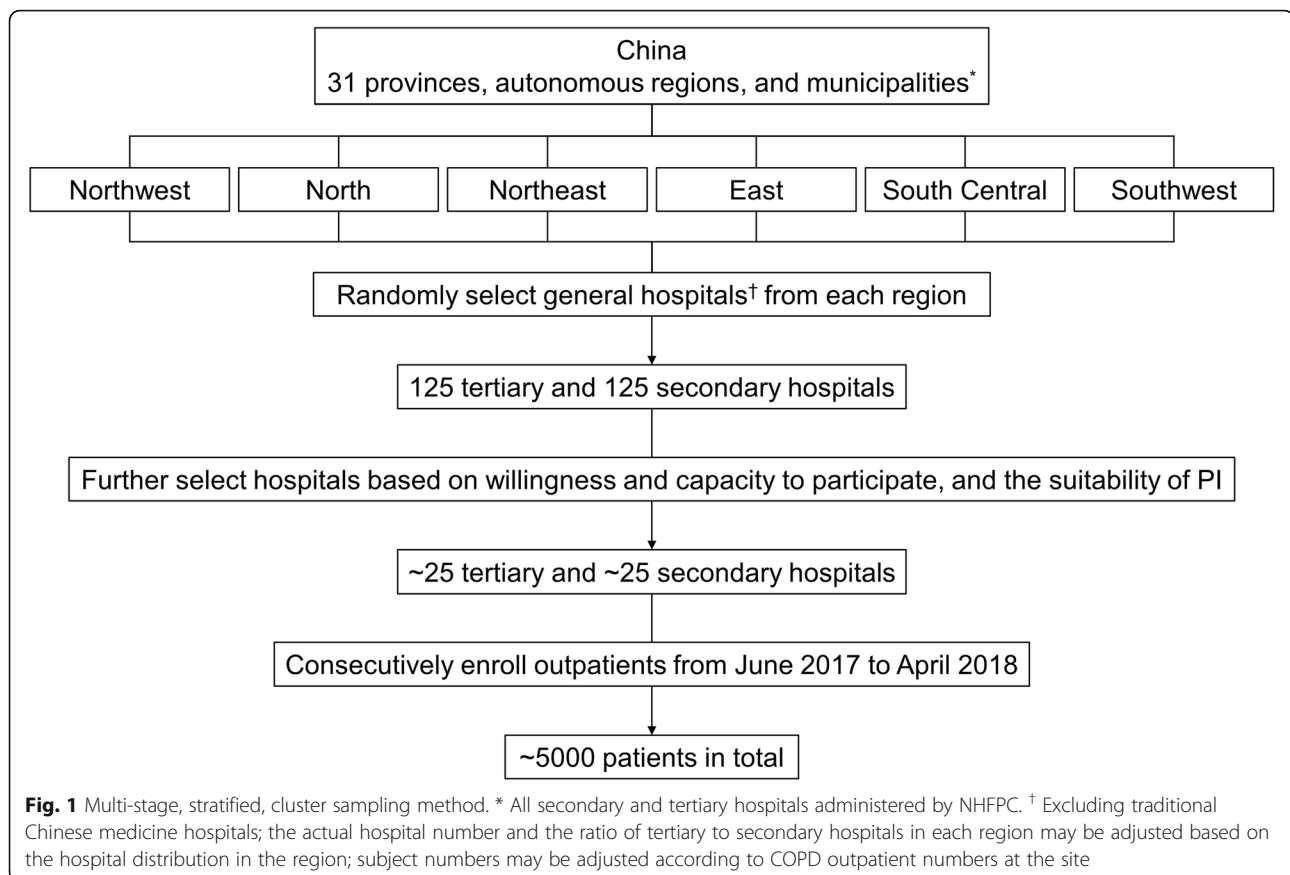 China
31 provinces, autonomous regions, and municipalities*
Northwest
North
Northeast
East
South Central
Southwest
Randomly select general hospitals† from each region
125 tertiary and 125 secondary hospitals
Further select hospitals based on willingness and capacity to participate, and the suitability of PI
~25 tertiary and ~25 secondary hospitals
Consecutively enroll outpatients from June 2017 to April 2018
~5000 patients in total
Fig. 1 Multi-stage, stratified, cluster sampling method. * All secondary and tertiary hospitals administered by NHFPC. † Excluding traditional
Chinese medicine hospitals; the actual hospital number and the ratio of tertiary to secondary hospitals in each region may be adjusted based on
the hospital distribution in the region; subject numbers may be adjusted according to COPD outpatient numbers at the site